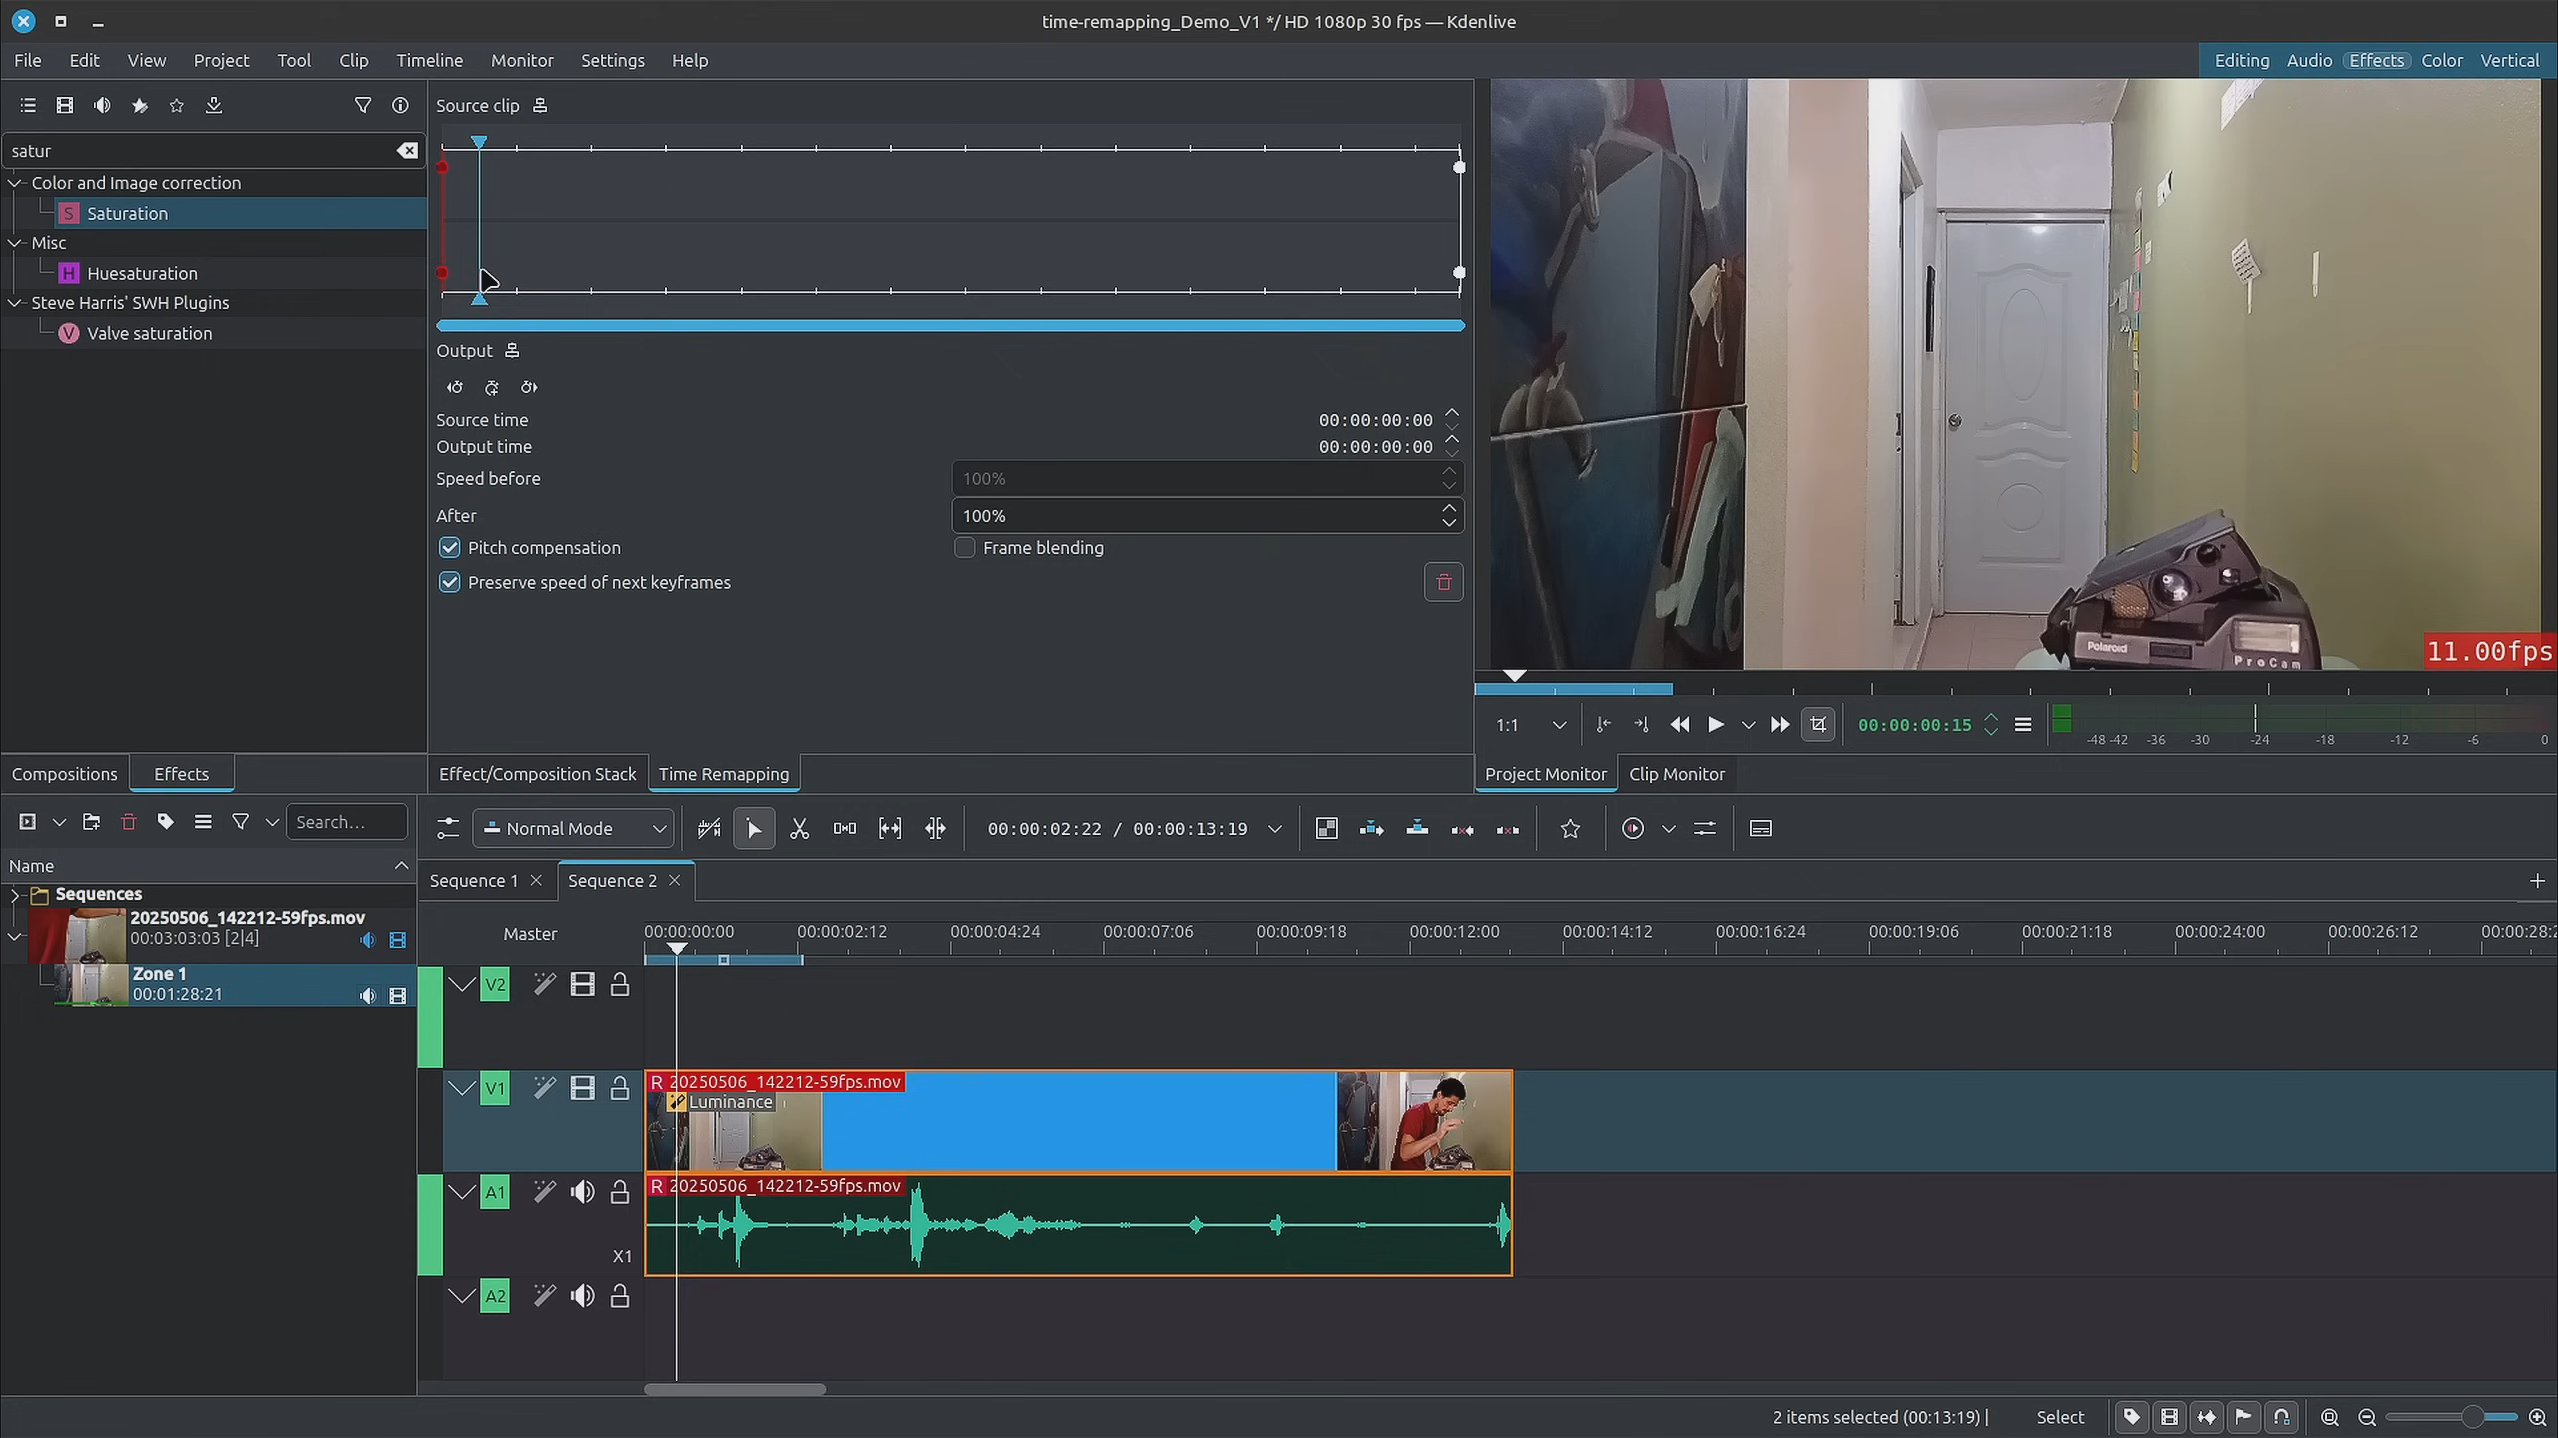 time-remapping_Demo_V1 */ HD 1080p 30 fps — Kdenlive
File Edit View Project Tool Clip Timeline Monitor Settings Help
Editing Audio Effects Color Vertical
satur
Color and Image correction
S Saturation
Misc
H Huesaturation
Steve Harris' SWH Plugins
V Valve saturation
Source clip
Output
Source time 00:00:00:00
Output time 00:00:00:00
Speed before 100%
After 100%
Pitch compensation Frame blending
Preserve speed of next keyframes
Polaroid
ProCam
11.00fps
1:1 00:00:00:15
-48 -42 -36 -30 -24 -18 -12 -6 0
Compositions Effects
Effect/Composition Stack Time Remapping
Project Monitor Clip Monitor
Search...
Normal Mode 00:00:02:22 / 00:00:13:19
Name
Sequences
20250506_142212-59fps.mov
00:03:03:03 [2|4]
Zone 1
00:01:28:21
Sequence 1 Sequence 2
Master
00:00:00:00 00:00:02:12 00:00:04:24 00:00:07:06 00:00:09:18 00:00:12:00 00:00:14:12 00:00:16:24 00:00:19:06 00:00:21:18 00:00:24:00 00:00:26:12 00:00:28:2
V2
V1
R 20250506_142212-59fps.mov
Luminance
A1
R 20250506_142212-59fps.mov
X1
A2
2 items selected (00:13:19) | Select